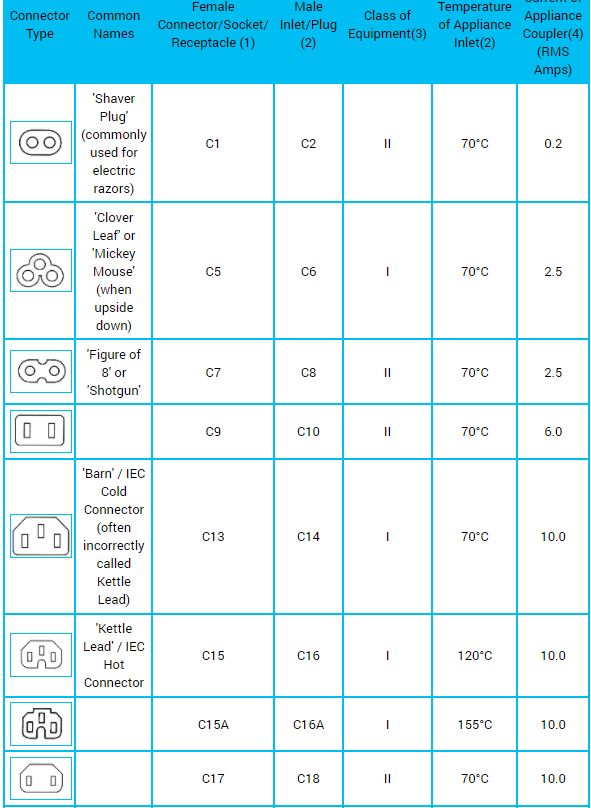 Connector
Type
Common
Names
Female
Connector/Socket/
Receptacle (1)
Male
Inlet/Plug
(2)
Class of
Equipment(3)
Temperature
of Appliance
Inlet(2)
Appliance
Coupler(4)
(RMS
Amps)
'Shaver
Plug'
(commonly
used for
electric
razors)
C1
C2
II
70°C
0.2
'Clover
Leaf' or
'Mickey
Mouse'
(when
upside
down)
C5
C6
I
70°C
2.5
'Figure of
8' or
'Shotgun'
C7
C8
II
70°C
2.5
C9
C10
II
70°C
6.0
'Barn' / IEC
Cold
Connector
(often
incorrectly
called
Kettle
Lead)
C13
C14
I
70°C
10.0
'Kettle
Lead' / IEC
Hot
Connector
C15
C16
I
120°C
10.0
C15A
C16A
I
155°C
10.0
C17
C18
II
70°C
10.0